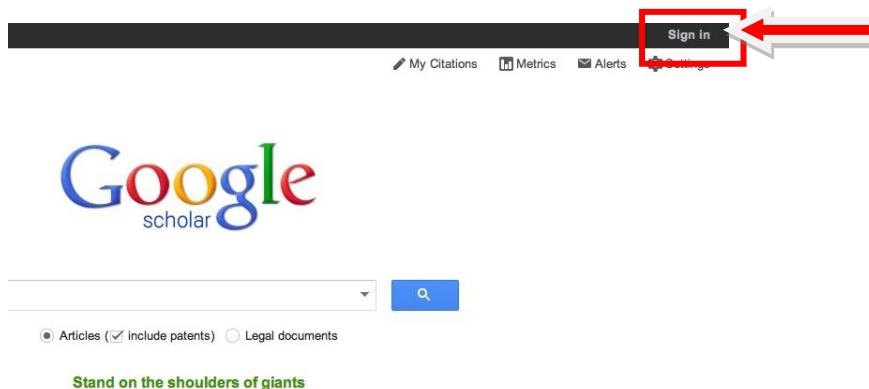 Sign in
My Citations Metrics Alerts Settings
Google
scholar
Articles (include patents) Legal documents
Stand on the shoulders of giants